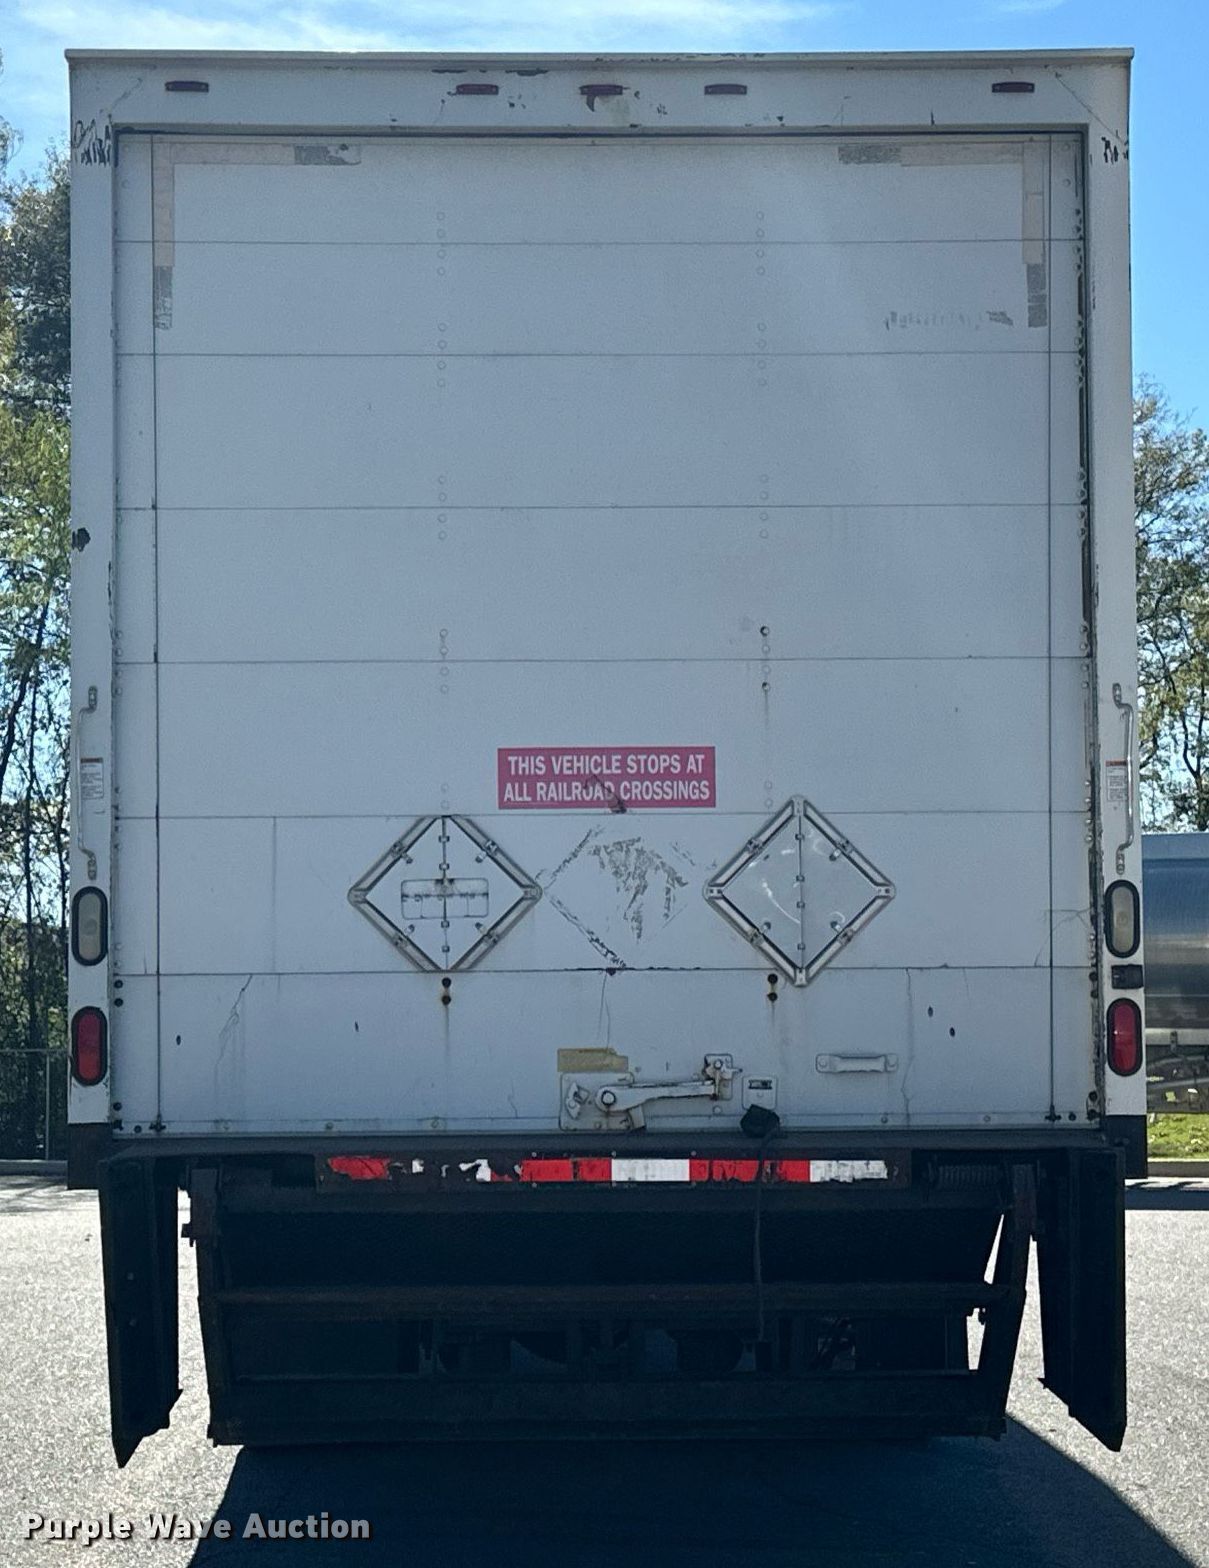 THIS VEHICLE STOPS AT
ALL RAILROAD CROSSINGS
Purple Wave Auction